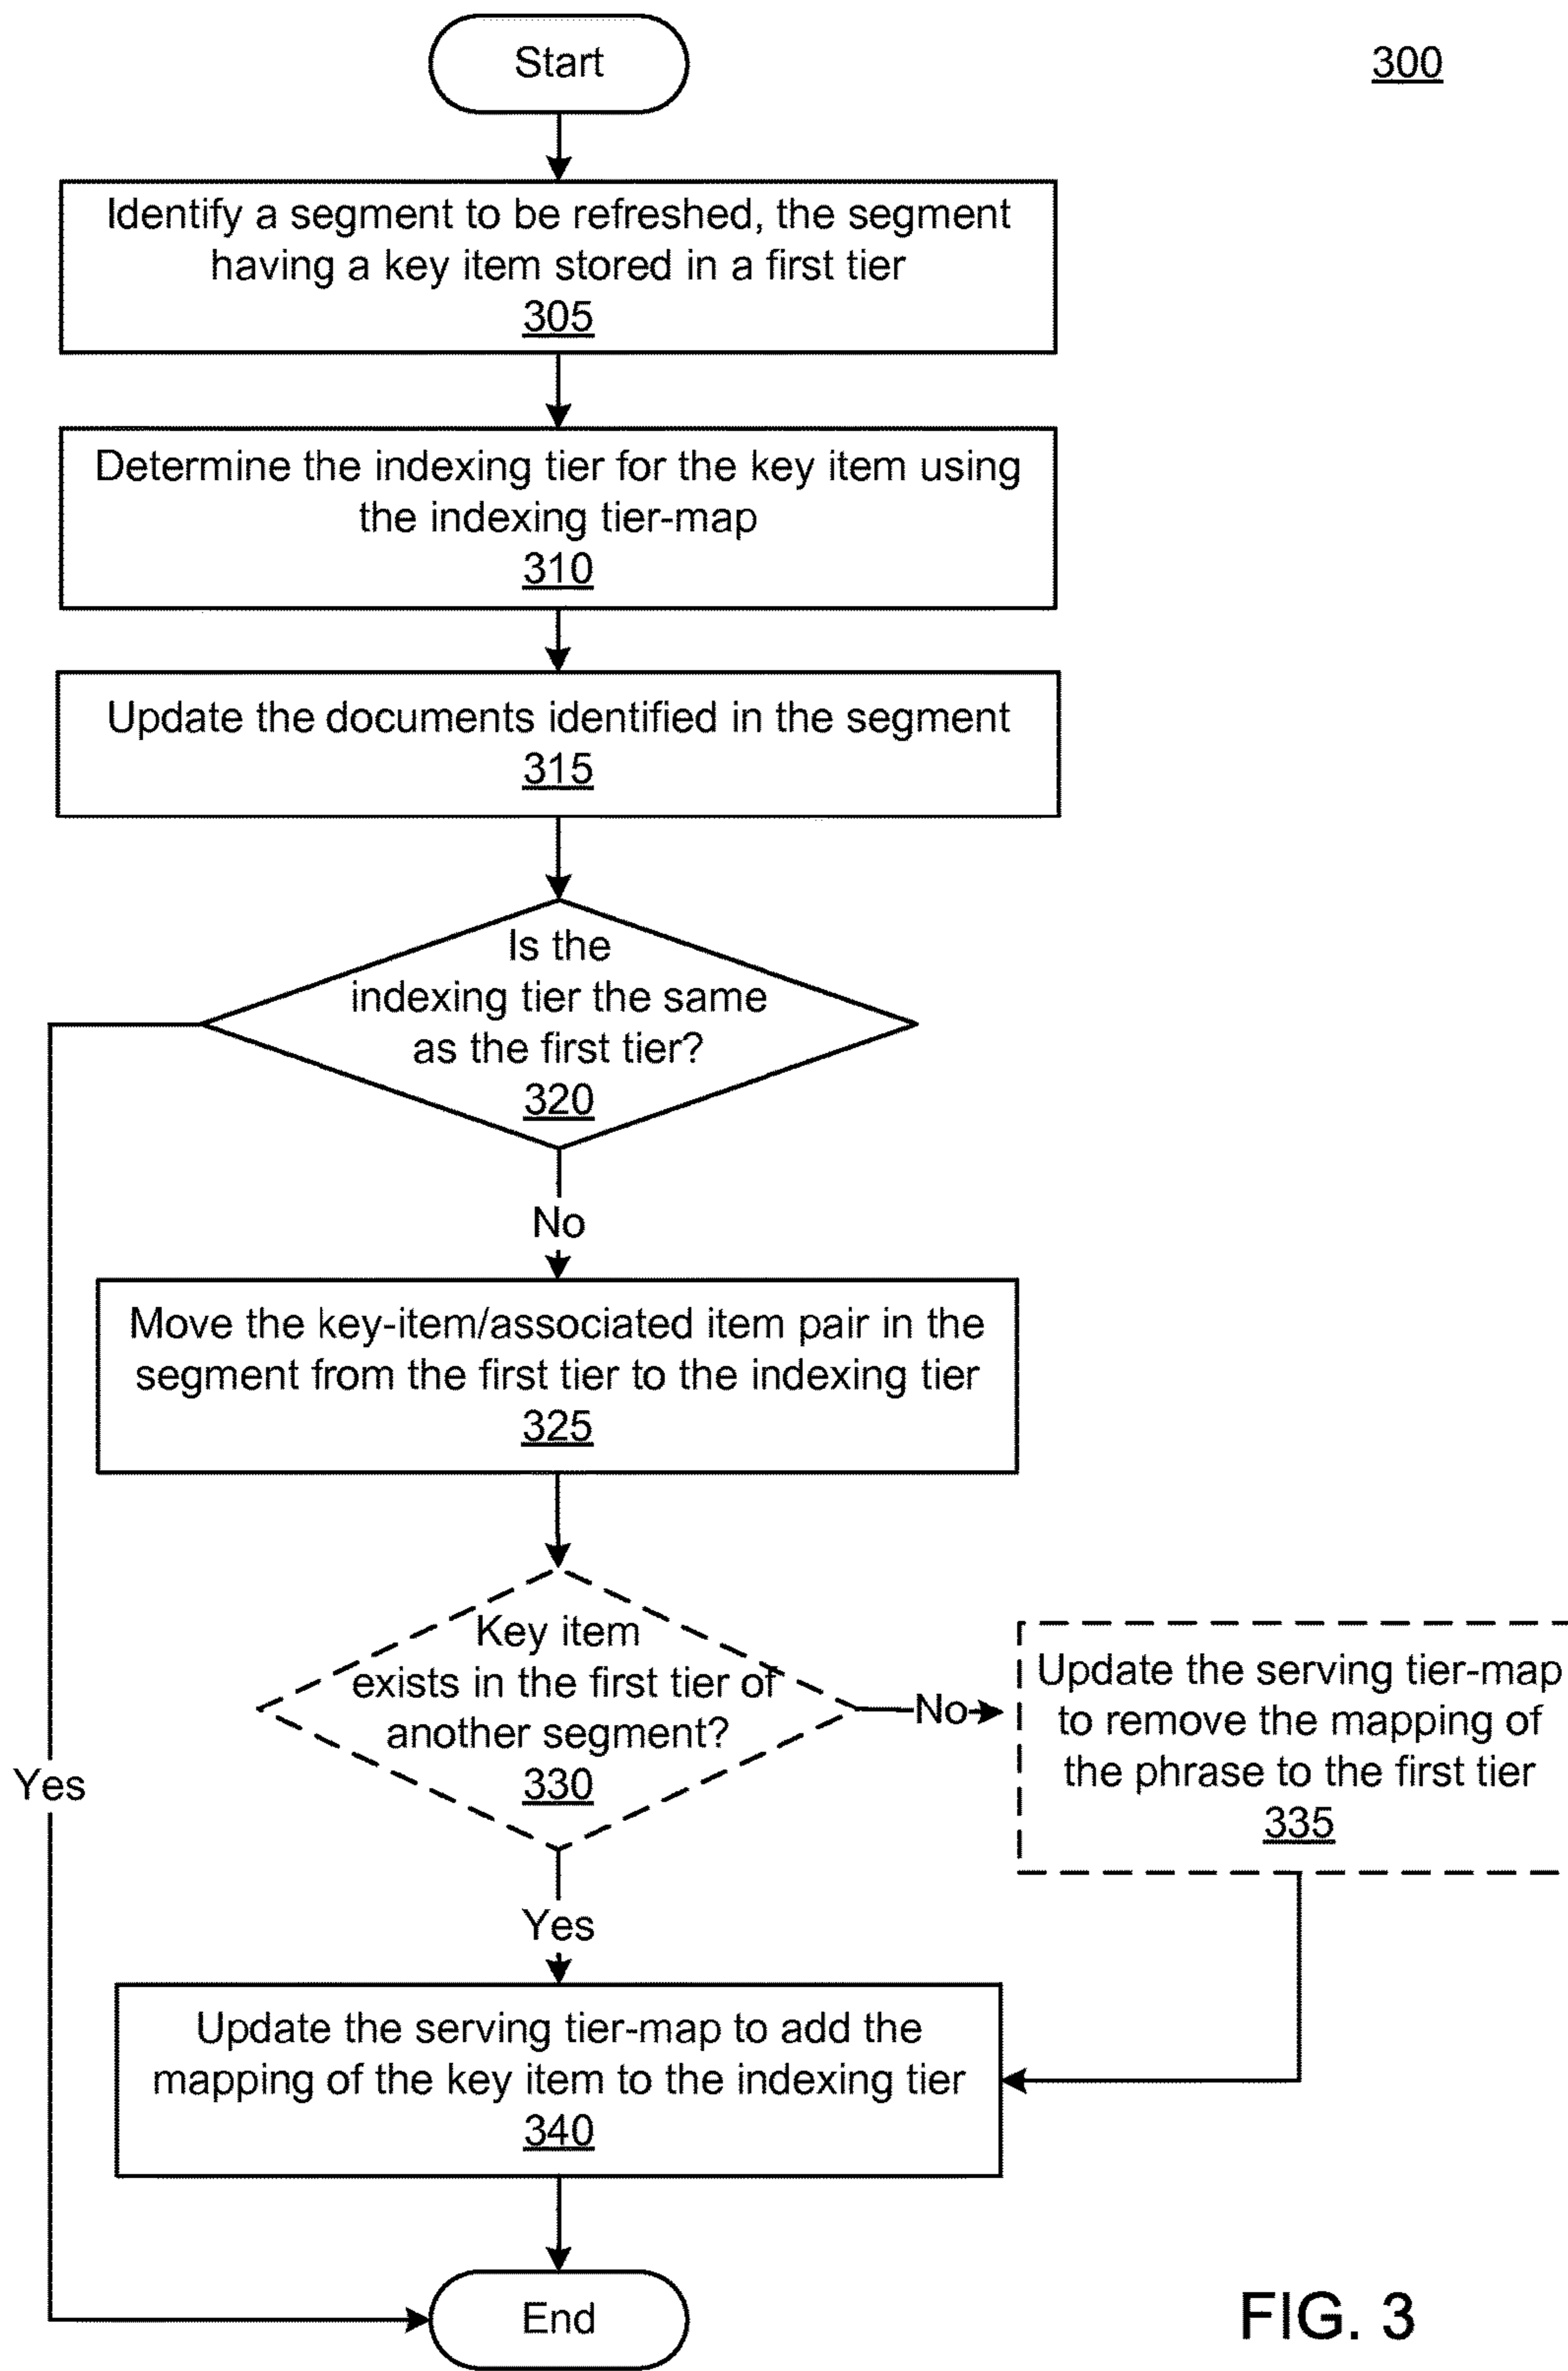 Start
300
Identify a segment to be refreshed, the segment
having a key item stored in a first tier
305
Determine the indexing tier for the key item using
the indexing tier-map
310
Update the documents identified in the segment
315
Is the
indexing tier the same
as the first tier?
320
No
Move the key-item/associated item pair in the
segment from the first tier to the indexing tier
325
Key item
exists in the first tier of
another segment?
330
No
Update the serving tier-map
to remove the mapping of
the phrase to the first tier
335
Yes
Yes
Update the serving tier-map to add the
mapping of the key item to the indexing tier
340
End
FIG. 3